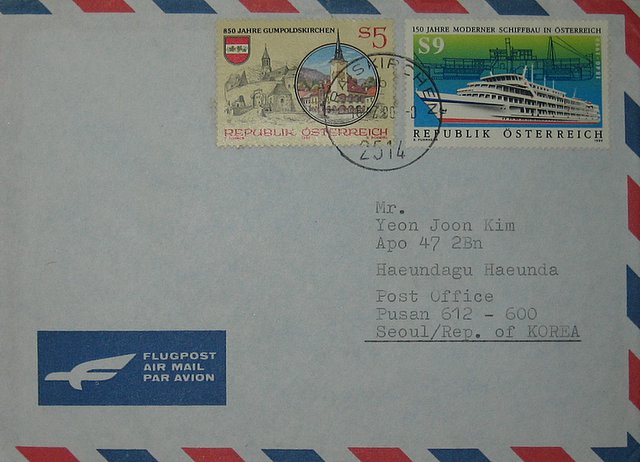 850 JAHRE GUMPOLDSKIRCHEN
S5
REPUBLIK ÖSTERREICH
150 JAHRE MODERNER SCHIFFBAU IN ÖSTERREICH
S9
REPUBLIK ÖSTERREICH
2514
Mr.
Yeon Joon Kim
Apo 47 2Bn
Haeundagu Haeunda
Post Office
Pusan 612 - 600
Seoul/Rep. of KOREA
FLUGPOST
AIR MAIL
PAR AVION